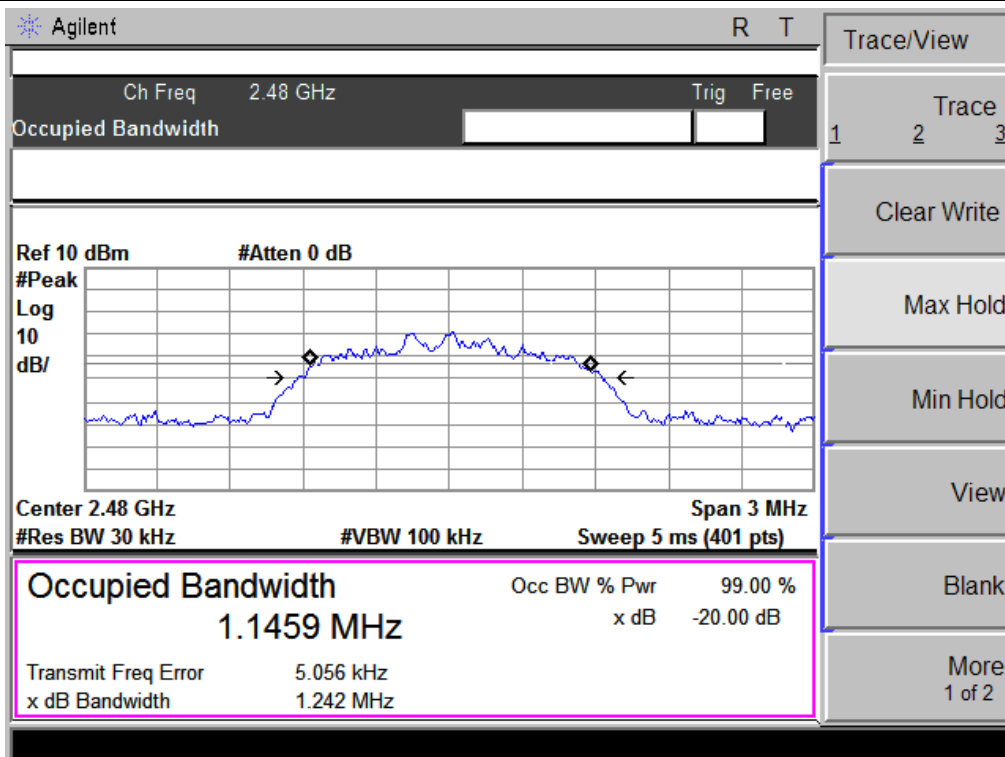 Agilent R T
Ch Freq 2.48 GHz Trig Free
Occupied Bandwidth
Ref 10 dBm #Atten 0 dB
#Peak
Log
10
dB/
Center 2.48 GHz Span 3 MHz
#Res BW 30 kHz #VBW 100 kHz Sweep 5 ms (401 pts)
Occupied Bandwidth
1.1459 MHz
Occ BW % Pwr 99.00 %
x dB -20.00 dB
Transmit Freq Error 5.056 kHz
x dB Bandwidth 1.242 MHz
Trace/View
Trace
1 2 3
Clear Write
Max Hold
Min Hold
View
Blank
More
1 of 2